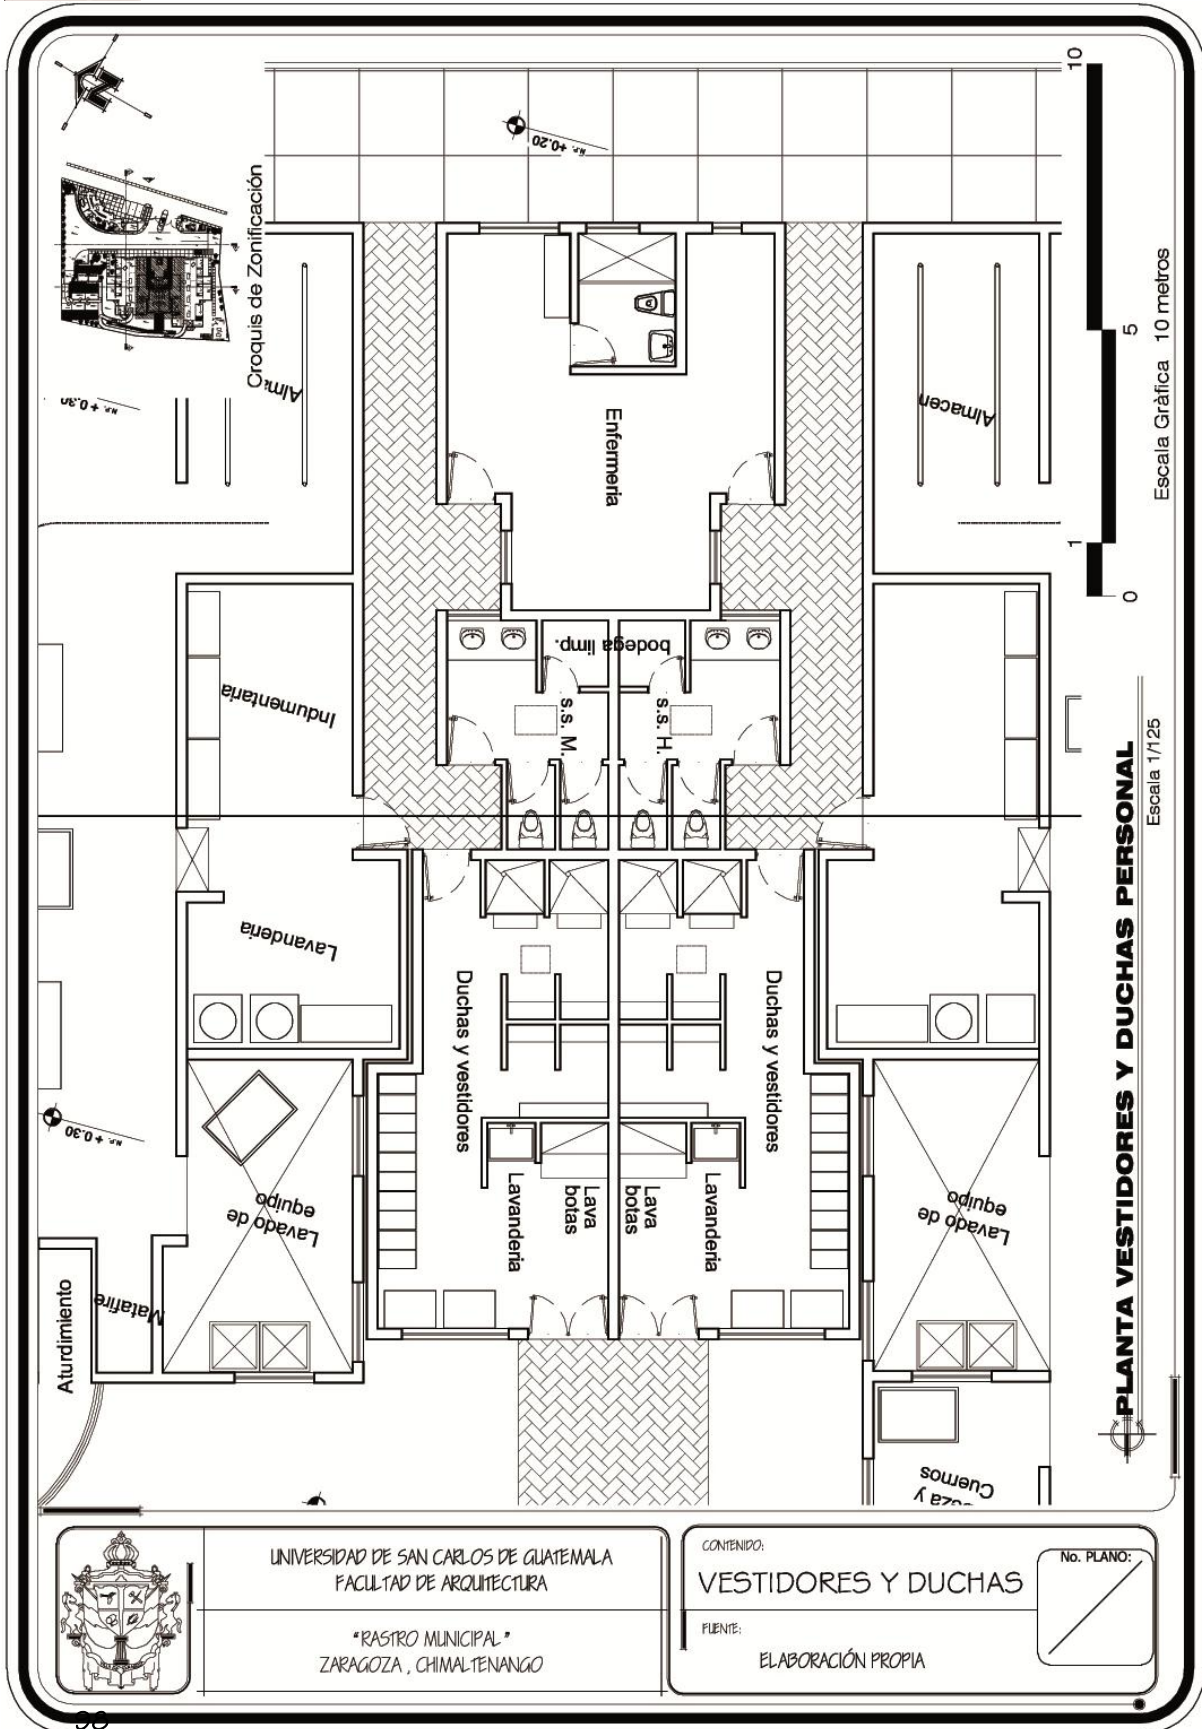 N
Croquis de Zonificación
N.P. +0.20
10
5
1
0
Escala Gràfica 10 metros
Almacen
N.P. + 0.30
Enfermeria
bodega limp.
s.s. M.
s.s. H.
Indumentaria
Lavanderia
Duchas y vestidores
Duchas y vestidores
N.P. + 0.30
Lavado de
equipo
Lavanderia
Lava
botas
Lava
botas
Lavanderia
Lavado de
equipo
Aturdimiento
Matafire
Cuernos
PLANTA VESTIDORES Y DUCHAS PERSONAL
Escala 1/125
UNIVERSIDAD DE SAN CARLOS DE GUATEMALA
FACULTAD DE ARQUITECTURA
"RASTRO MUNICIPAL"
ZARAGOZA , CHIMALTENANGO
CONTENIDO:
VESTIDORES Y DUCHAS
FUENTE:
ELABORACIÓN PROPIA
No. PLANO: